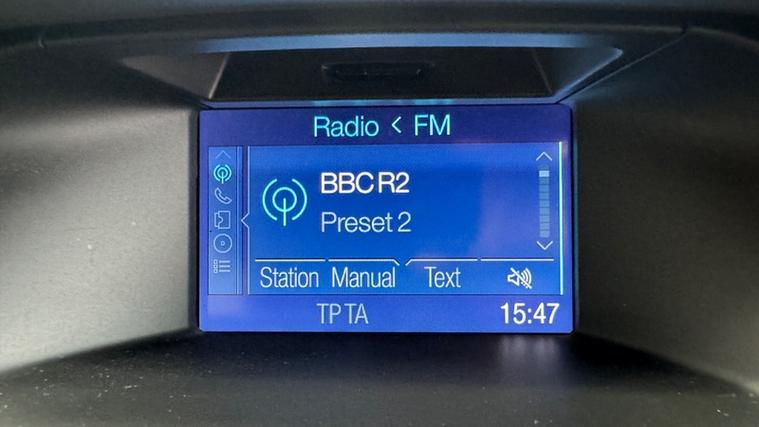 Radio < FM
BBC R2
Preset 2
Station Manual Text
TP TA 15:47